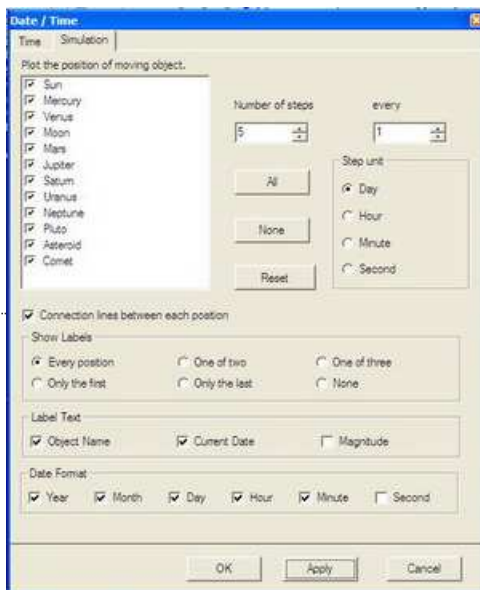 Date / Time
Time Simulation
Plot the position of moving object.
Sun
Mercury
Venus
Moon
Mars
Jupiter
Saturn
Uranus
Neptune
Pluto
Asteroid
Comet
Number of steps every
5 1
All
None
Reset
Step unit
Day
Hour
Minute
Second
Connection lines between each position
Show Labels
Every position One of two One of three
Only the first Only the last None
Label Text
Object Name Current Date Magnitude
Date Format
Year Month Day Hour Minute Second
OK Apply Cancel